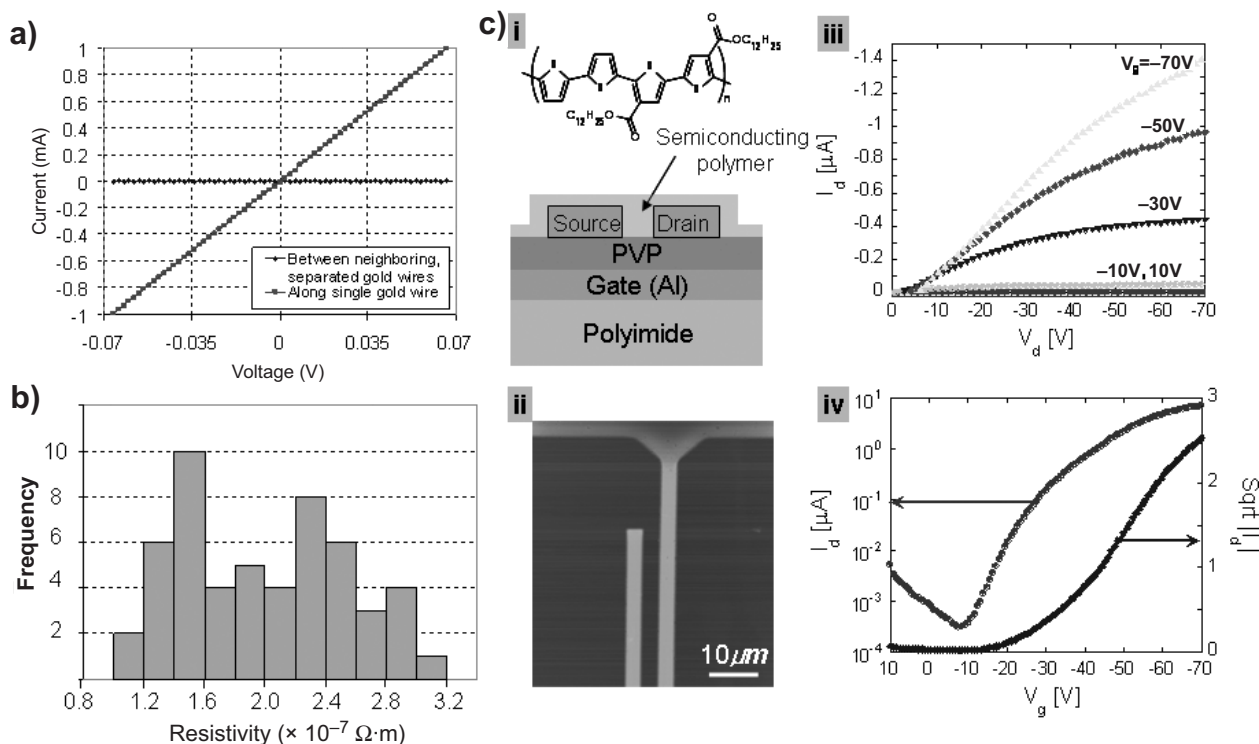 a)
Current (mA)
1
0.8
0.6
0.4
0.2
0
-0.2
-0.4
-0.6
-0.8
-1
Between neighboring,
separated gold wires
Along single gold wire
-0.07 -0.035 0 0.035 0.07
Voltage (V)
b)
Frequency
10
8
6
4
2
0.8 1.2 1.6 2.0 2.4 2.8 3.2
Resistivity (× 10⁻⁷ Ω·m)
c)
i
O
OC₁₂H₂₅
n
C₁₂H₂₅O
O
Semiconducting
polymer
Source Drain
PVP
Gate (Al)
Polyimide
ii
10μm
iii
I_d [μA]
-1.4
-1.2
-1
-0.8
-0.6
-0.4
-0.2
0
V_g=–70V
–50V
–30V
–10V, 10V
0 -10 -20 -30 -40 -50 -60 -70
V_d [V]
iv
I_d [μA]
10¹
10⁰
10⁻¹
10⁻²
10⁻³
10⁻⁴
3
2
1
0
Sqrt |I_d|
10 0 -10 -20 -30 -40 -50 -60 -70
V_g [V]